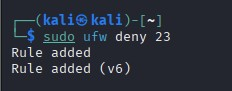 ┌──(kali㉿kali)-[~]
└─$ sudo ufw deny 23
Rule added
Rule added (v6)